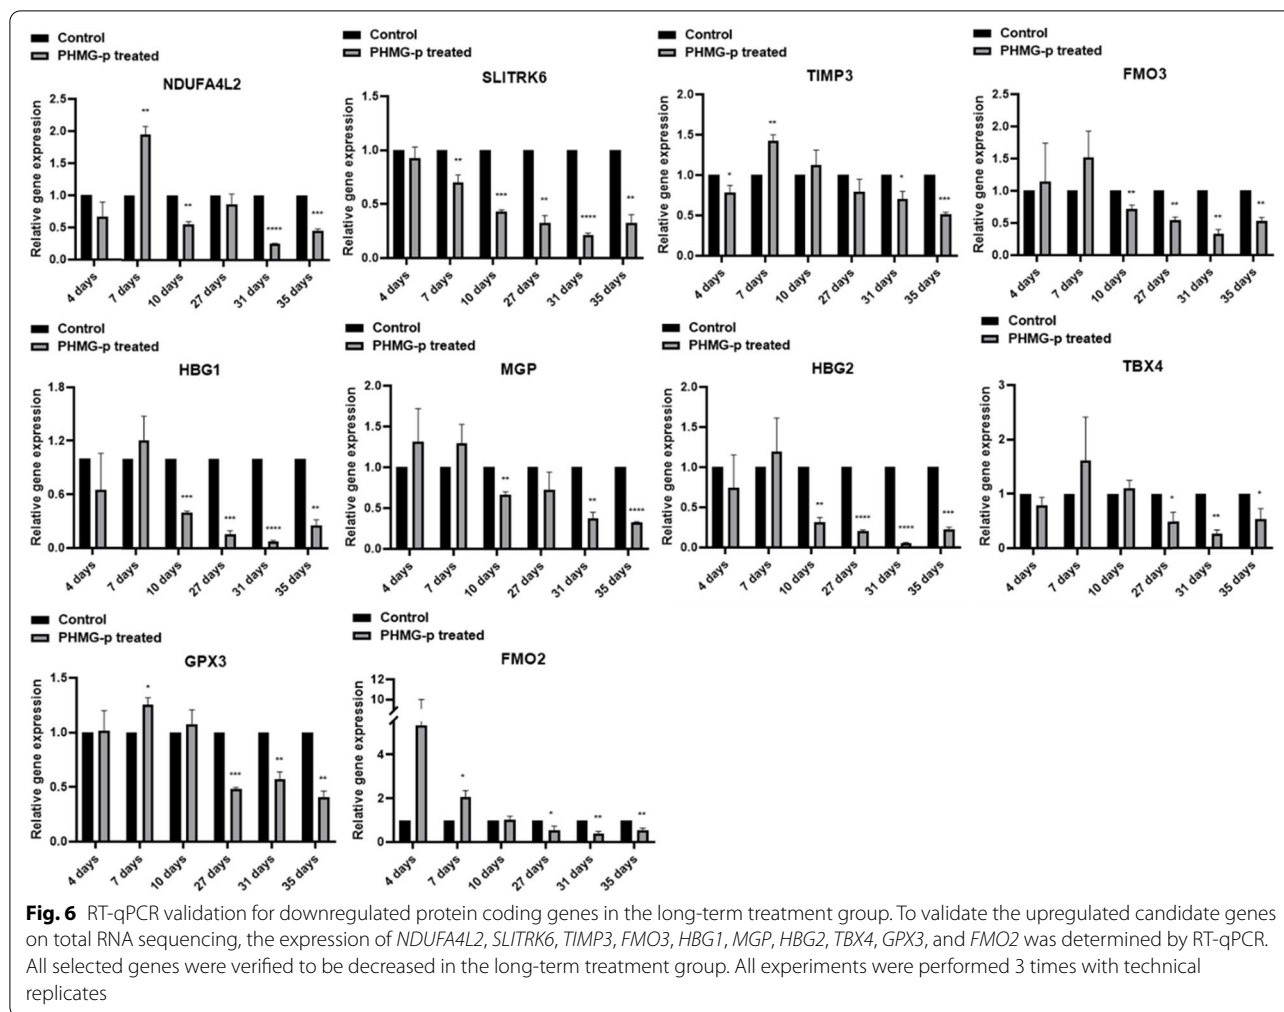 Control
PHMG-p treated
NDUFA4L2
Relative gene expression
2.5
2.0
1.5
1.0
0.5
0.0
**
**
****
***
4 days
7 days
10 days
27 days
31 days
35 days
Control
PHMG-p treated
SLITRK6
Relative gene expression
1.5
1.0
0.5
0.0
**
***
**
****
**
4 days
7 days
10 days
27 days
31 days
35 days
Control
PHMG-p treated
TIMP3
Relative gene expression
2.0
1.5
1.0
0.5
0.0
*
**
*
***
4 days
7 days
10 days
27 days
31 days
35 days
Control
PHMG-p treated
FMO3
Relative gene expression
2.5
2.0
1.5
1.0
0.5
0.0
**
**
**
**
4 days
7 days
10 days
27 days
31 days
35 days
Control
PHMG-p treated
HBG1
Relative gene expression
1.8
1.2
0.6
0.0
***
***
****
**
4 days
7 days
10 days
27 days
31 days
35 days
Control
PHMG-p treated
MGP
Relative gene expression
2.0
1.5
1.0
0.5
0.0
**
**
****
4 days
7 days
10 days
27 days
31 days
35 days
Control
PHMG-p treated
HBG2
Relative gene expression
2.0
1.5
1.0
0.5
0.0
**
****
****
***
4 days
7 days
10 days
27 days
31 days
35 days
Control
PHMG-p treated
TBX4
Relative gene expression
3
2
1
0
*
**
*
4 days
7 days
10 days
27 days
31 days
35 days
Control
PHMG-p treated
GPX3
Relative gene expression
1.5
1.0
0.5
0.0
*
***
**
**
4 days
7 days
10 days
27 days
31 days
35 days
Control
PHMG-p treated
FMO2
Relative gene expression
12
10
4
2
0
*
*
**
**
4 days
7 days
10 days
27 days
31 days
35 days
Fig. 6 RT-qPCR validation for downregulated protein coding genes in the long-term treatment group. To validate the upregulated candidate genes
on total RNA sequencing, the expression of NDUFA4L2, SLITRK6, TIMP3, FMO3, HBG1, MGP, HBG2, TBX4, GPX3, and FMO2 was determined by RT-qPCR.
All selected genes were verified to be decreased in the long-term treatment group. All experiments were performed 3 times with technical
replicates